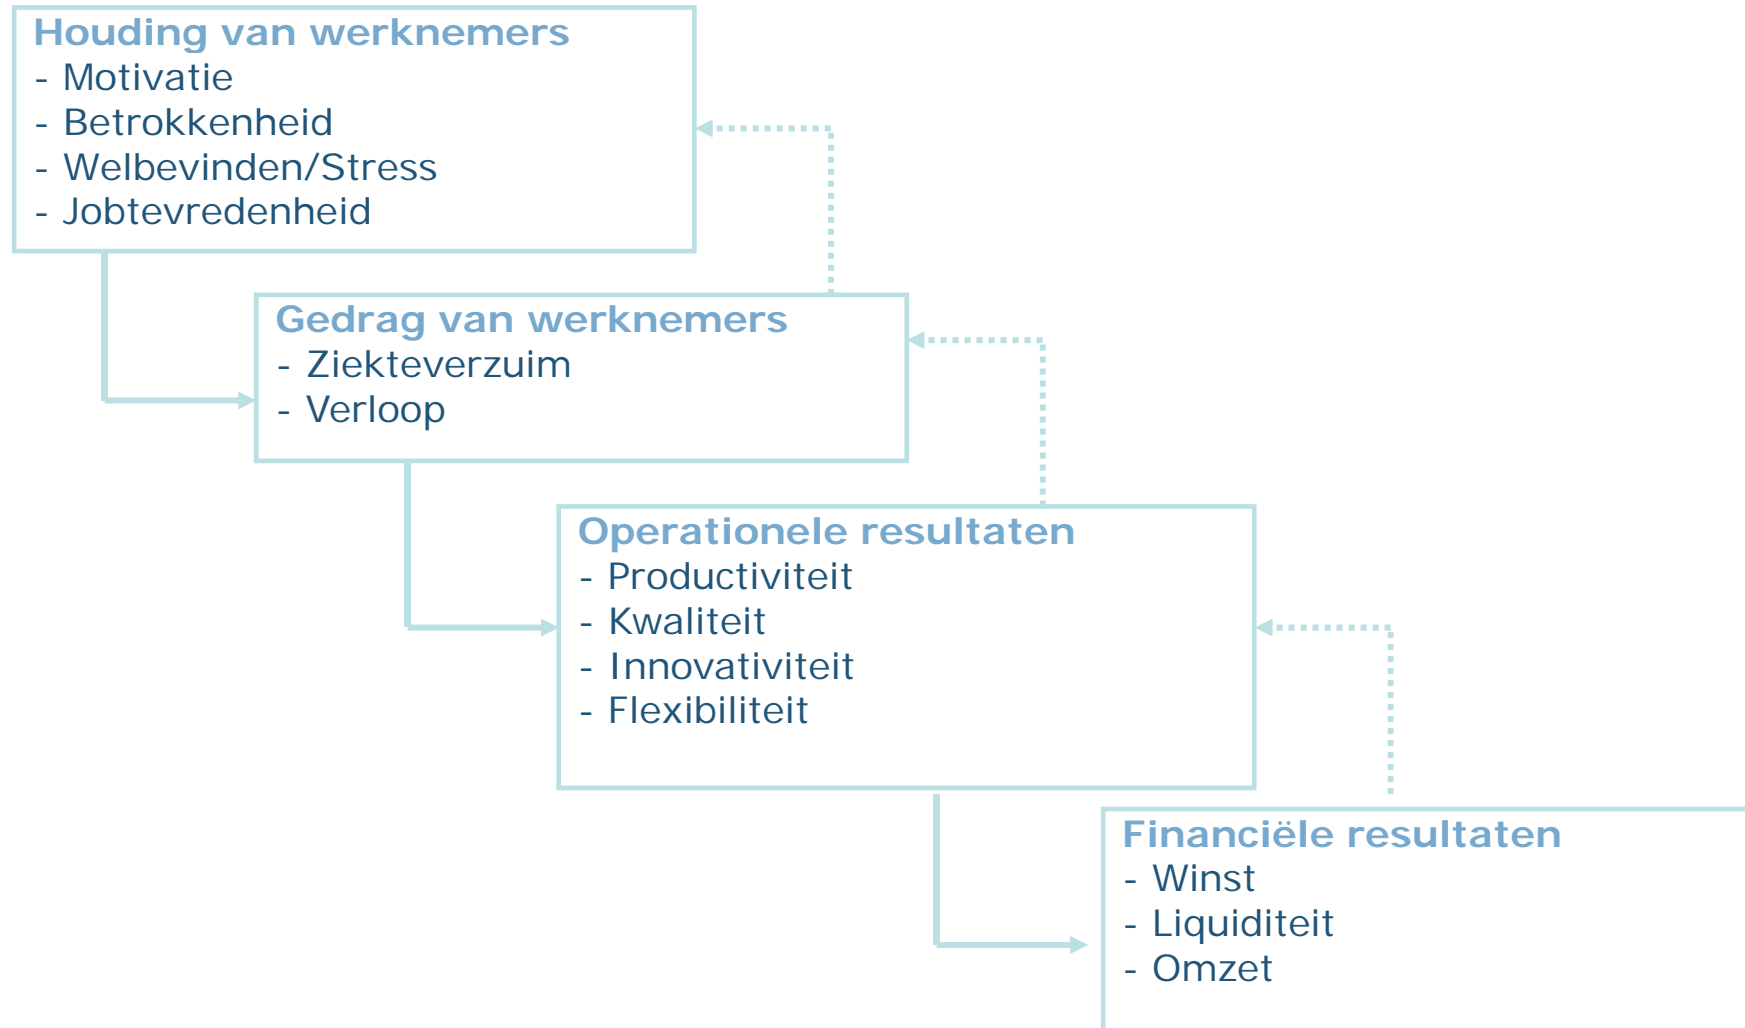 Houding van werknemers
- Motivatie
- Betrokkenheid
- Welbevinden/Stress
- Jobtevredenheid
Gedrag van werknemers
- Ziekteverzuim
- Verloop
Operationele resultaten
- Productiviteit
- Kwaliteit
- Innovativiteit
- Flexibiliteit
Financiële resultaten
- Winst
- Liquiditeit
- Omzet